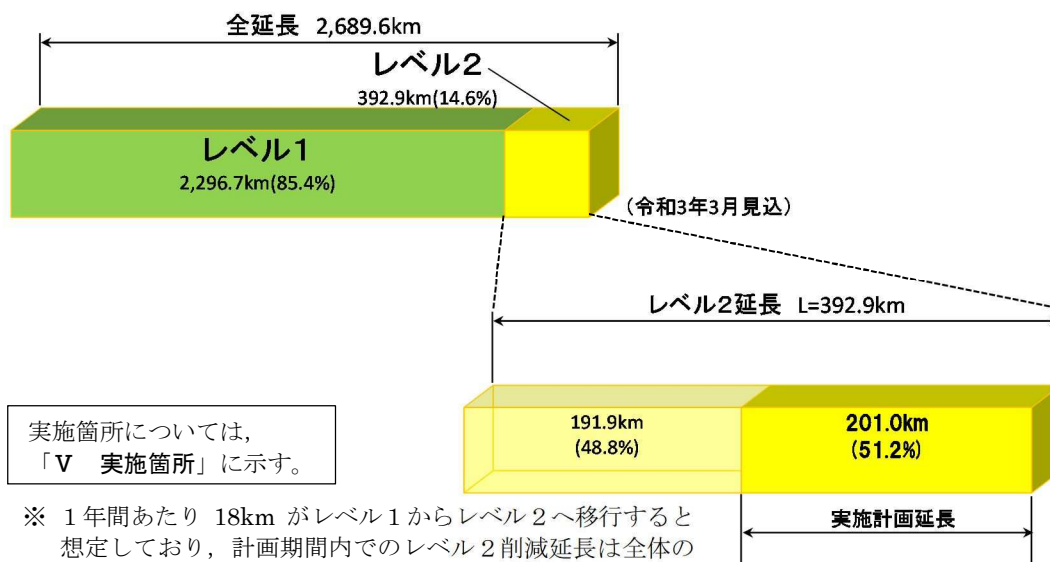 全延長 2,689.6km
レベル2
392.9km(14.6%)
レベル1
2,296.7km(85.4%)
(令和3年3月見込)
レベル2延長 L=392.9km
191.9km
(48.8%)
201.0km
(51.2%)
実施計画延長
実施箇所については，
「Ⅴ 実施箇所」に示す。
※ 1年間あたり 18km がレベル1からレベル2へ移行すると
想定しており，計画期間内でのレベル2削減延長は全体の